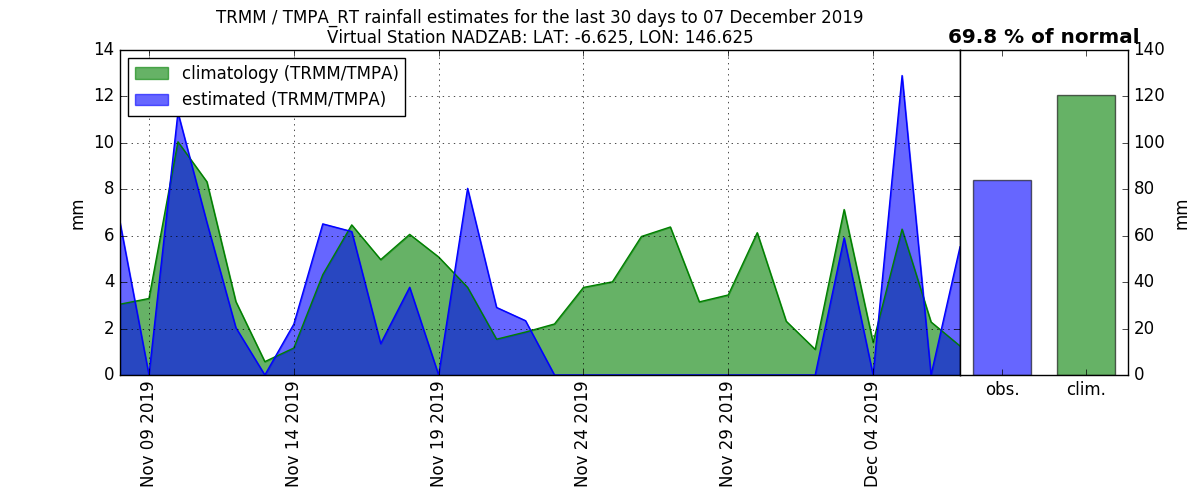 TRMM / TMPA_RT rainfall estimates for the last 30 days to 07 December 2019
Virtual Station NADZAB: LAT: -6.625, LON: 146.625
69.8 % of normal
climatology (TRMM/TMPA)
estimated (TRMM/TMPA)
14
12
10
8
6
4
2
0
mm
140
120
100
80
60
40
20
0
mm
Nov 09 2019
Nov 14 2019
Nov 19 2019
Nov 24 2019
Nov 29 2019
Dec 04 2019
obs.
clim.